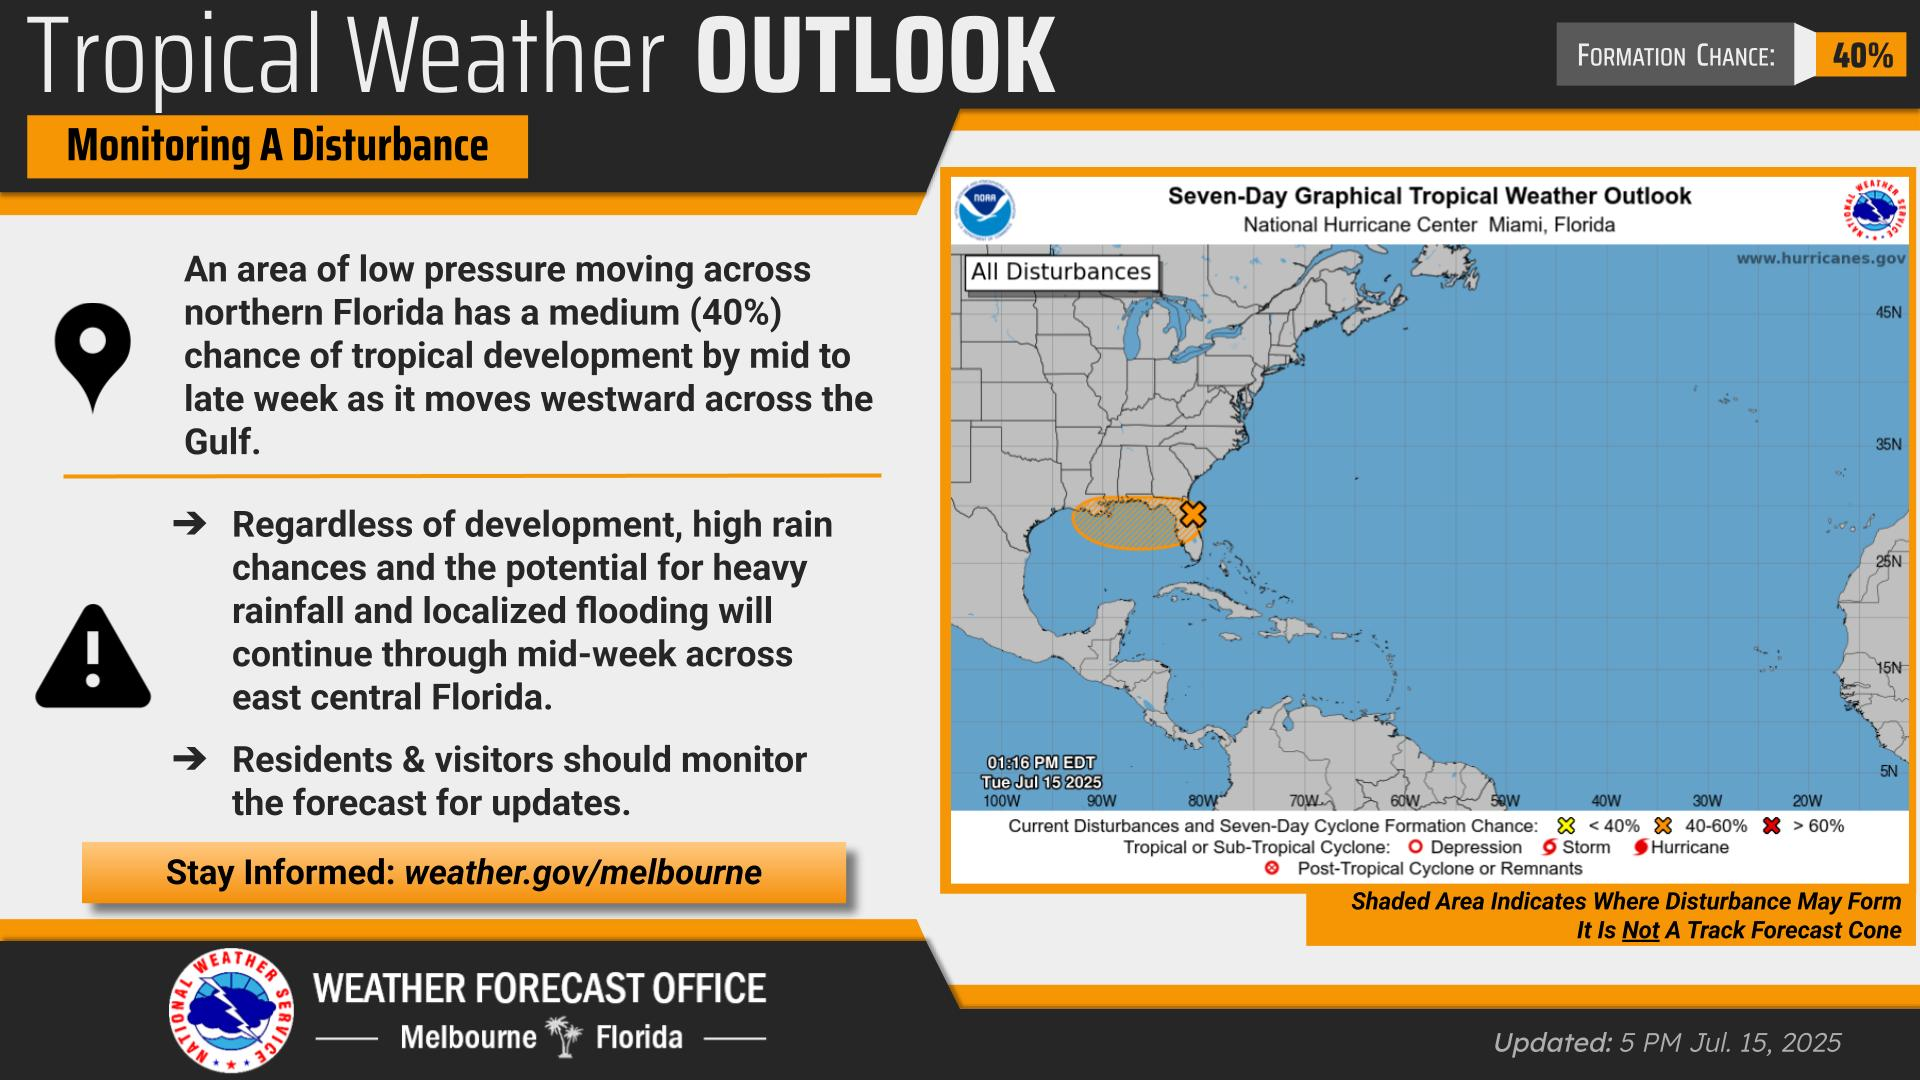 Tropical Weather OUTLOOK
FORMATION CHANCE: 40%
Monitoring A Disturbance
An area of low pressure moving across
northern Florida has a medium (40%)
chance of tropical development by mid to
late week as it moves westward across the
Gulf.
➔ Regardless of development, high rain
chances and the potential for heavy
rainfall and localized flooding will
continue through mid-week across
east central Florida.
➔ Residents & visitors should monitor
the forecast for updates.
Stay Informed: weather.gov/melbourne
NOAA
Seven-Day Graphical Tropical Weather Outlook
National Hurricane Center Miami, Florida
NATIONAL WEATHER SERVICE
All Disturbances
www.hurricanes.gov
45N
35N
25N
15N
5N
01:16 PM EDT
Tue Jul 15 2025
100W 90W 80W 70W 60W 50W 40W 30W 20W
Current Disturbances and Seven-Day Cyclone Formation Chance: < 40% 40-60% > 60%
Tropical or Sub-Tropical Cyclone: Depression Storm Hurricane
Post-Tropical Cyclone or Remnants
Shaded Area Indicates Where Disturbance May Form
It Is Not A Track Forecast Cone
NATIONAL WEATHER SERVICE
WEATHER FORECAST OFFICE
Melbourne Florida
Updated: 5 PM Jul. 15, 2025